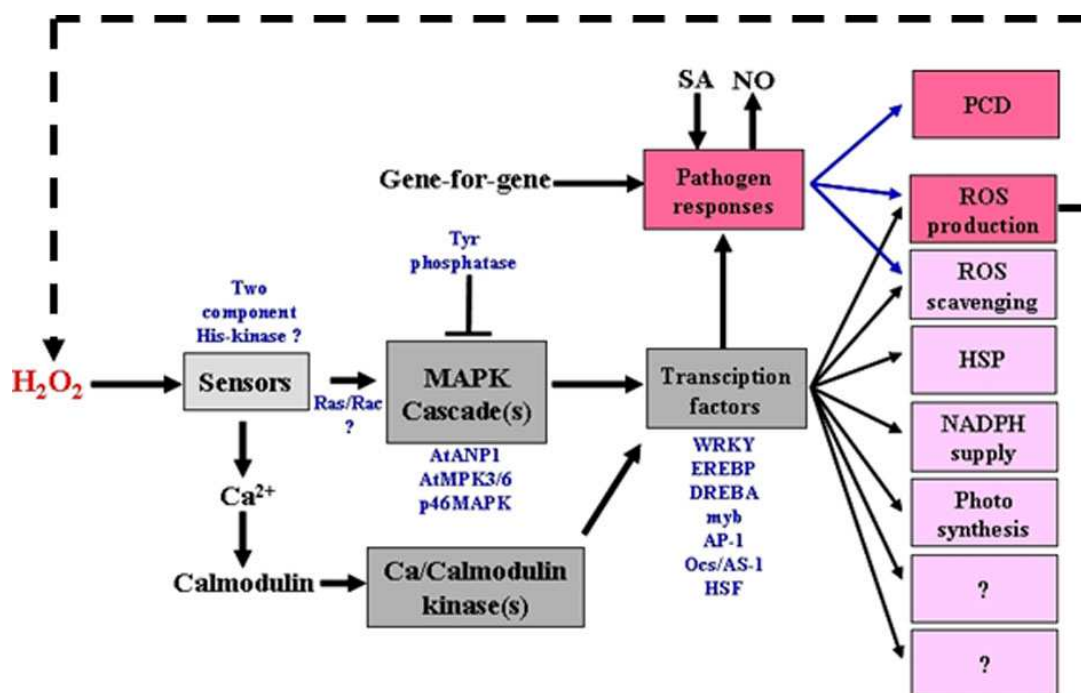 SA NO
PCD
Gene-for-gene
Pathogen
responses
ROS
production
Tyr
phosphatase
ROS
scavenging
Two
component
His-kinase ?
H₂O₂
Sensors
Ras/Rac
?
MAPK
Cascade(s)
AtANP1
AtMPK3/6
p46MAPK
Transciption
factors
WRKY
EREBP
DREBA
myb
AP-1
Ocs/AS-1
HSF
HSP
NADPH
supply
Photo
synthesis
?
?
Ca²⁺
Calmodulin
Ca/Calmodulin
kinase(s)